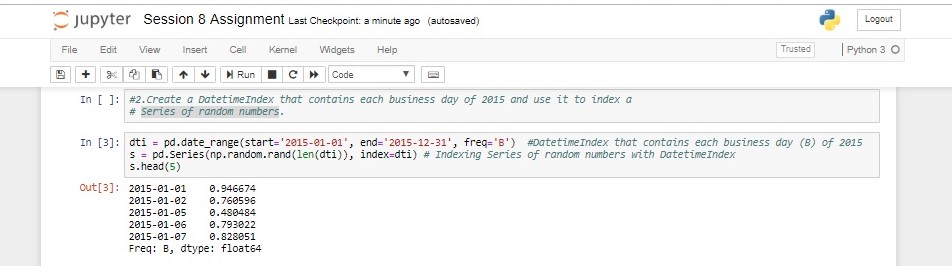 jupyter Session 8 Assignment Last Checkpoint: a minute ago (autosaved)
Logout
File Edit View Insert Cell Kernel Widgets Help
Trusted
Python 3
Run
Code
In [ ]: #2.Create a DatetimeIndex that contains each business day of 2015 and use it to index a
# Series of random numbers.
In [3]: dti = pd.date_range(start='2015-01-01', end='2015-12-31', freq='B') #DatetimeIndex that contains each business day (B) of 2015
s = pd.Series(np.random.rand(len(dti)), index=dti) # Indexing Series of random numbers with DatetimeIndex
s.head(5)
Out[3]: 2015-01-01 0.946674
2015-01-02 0.760596
2015-01-05 0.480484
2015-01-06 0.793022
2015-01-07 0.828051
Freq: B, dtype: float64